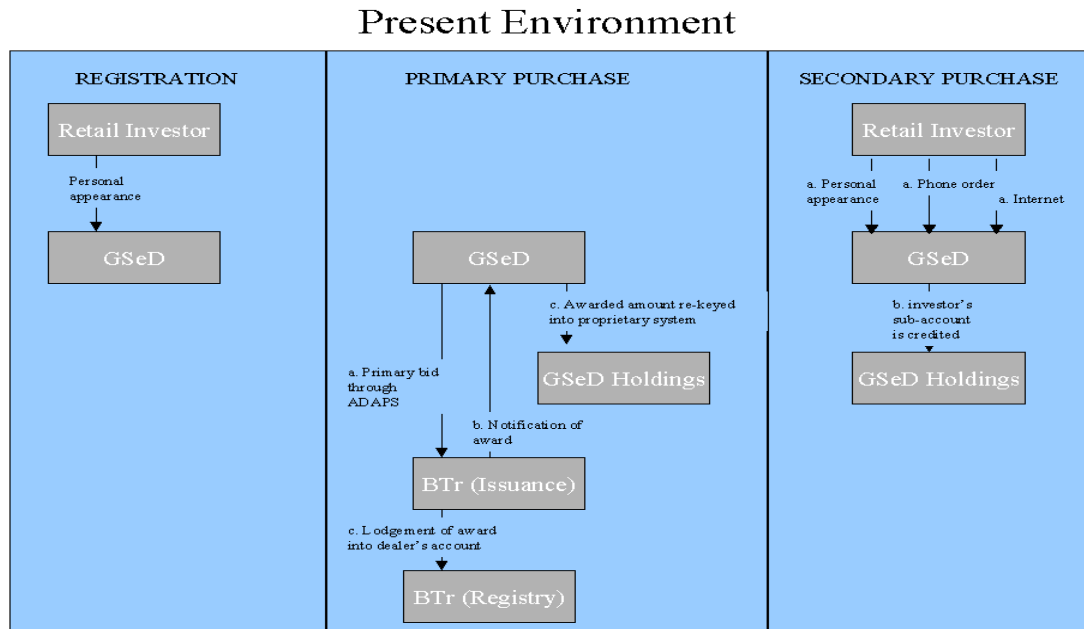 Present Environment
REGISTRATION
Retail Investor
Personal
appearance
GSeD
PRIMARY PURCHASE
GSeD
c. Awarded amount re-keyed
into proprietary system
GSeD Holdings
a. Primary bid
through
ADAPS
b. Notification of
award
BTr (Issuance)
c. Lodgement of award
into dealer's account
BTr (Registry)
SECONDARY PURCHASE
Retail Investor
a. Personal
appearance
a. Phone order
a. Internet
GSeD
b. investor's
sub-account
is credited
GSeD Holdings